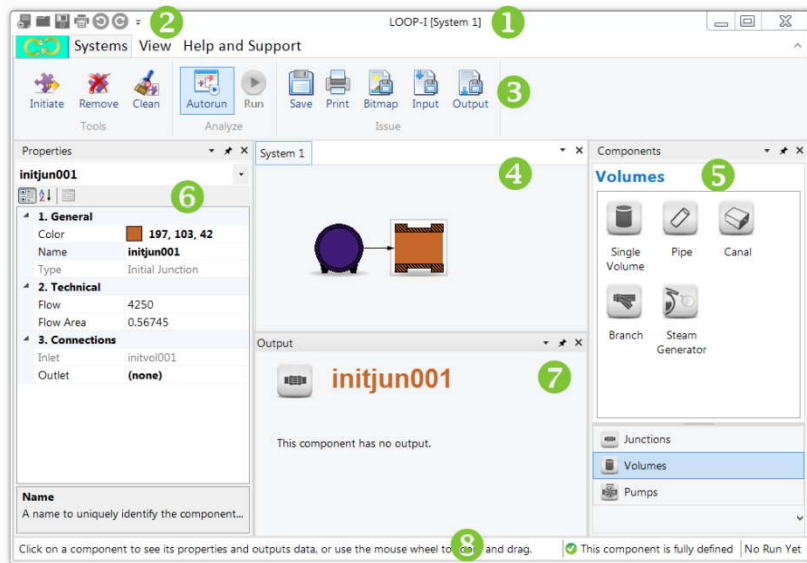 2
LOOP-I [System 1]
1
Systems View Help and Support
Initiate Remove Clean Autorun Run Save Print Bitmap Input Output
3
Tools Analyze Issue
Properties
initjun001
6
1. General
Color 197, 103, 42
Name initjun001
Type Initial Junction
2. Technical
Flow 4250
Flow Area 0.56745
3. Connections
Inlet initvol001
Outlet (none)
Name
A name to uniquely identify the component...
System 1
4
Output
initjun001
7
This component has no output.
Components
Volumes
5
Single Volume
Pipe
Canal
Branch
Steam Generator
Junctions
Volumes
Pumps
Click on a component to see its properties and outputs data, or use the mouse wheel to and drag.
8
This component is fully defined
No Run Yet